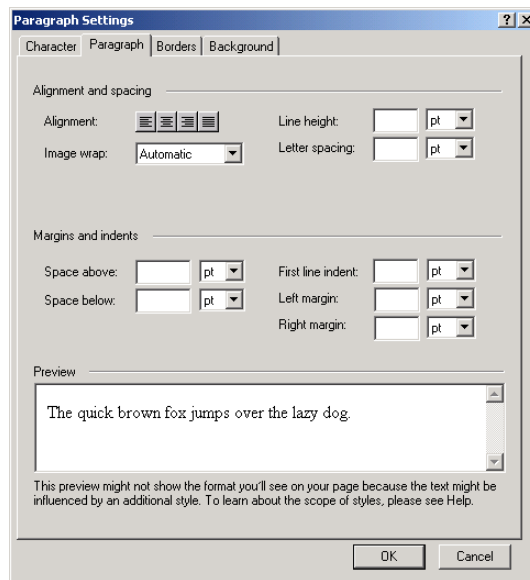 Paragraph Settings
Character Paragraph Borders Background
Alignment and spacing
Alignment: Line height: pt
Image wrap: Automatic Letter spacing: pt
Margins and indents
Space above: pt First line indent: pt
Space below: pt Left margin: pt
Right margin: pt
Preview
The quick brown fox jumps over the lazy dog.
This preview might not show the format you'll see on your page because the text might be
influenced by an additional style. To learn about the scope of styles, please see Help.
OK Cancel